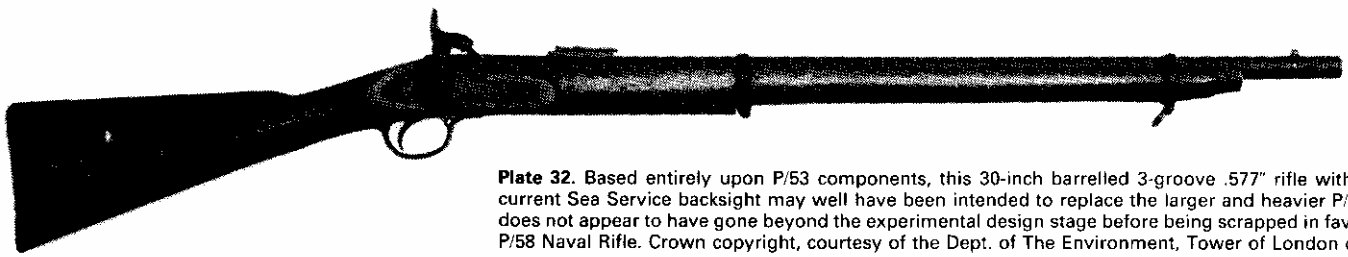 Plate 32. Based entirely upon P/53 components, this 30-inch barrelled 3-groove .577" rifle with
current Sea Service backsight may well have been intended to replace the larger and heavier P/
does not appear to have gone beyond the experimental design stage before being scrapped in fav
P/58 Naval Rifle. Crown copyright, courtesy of the Dept. of The Environment, Tower of London